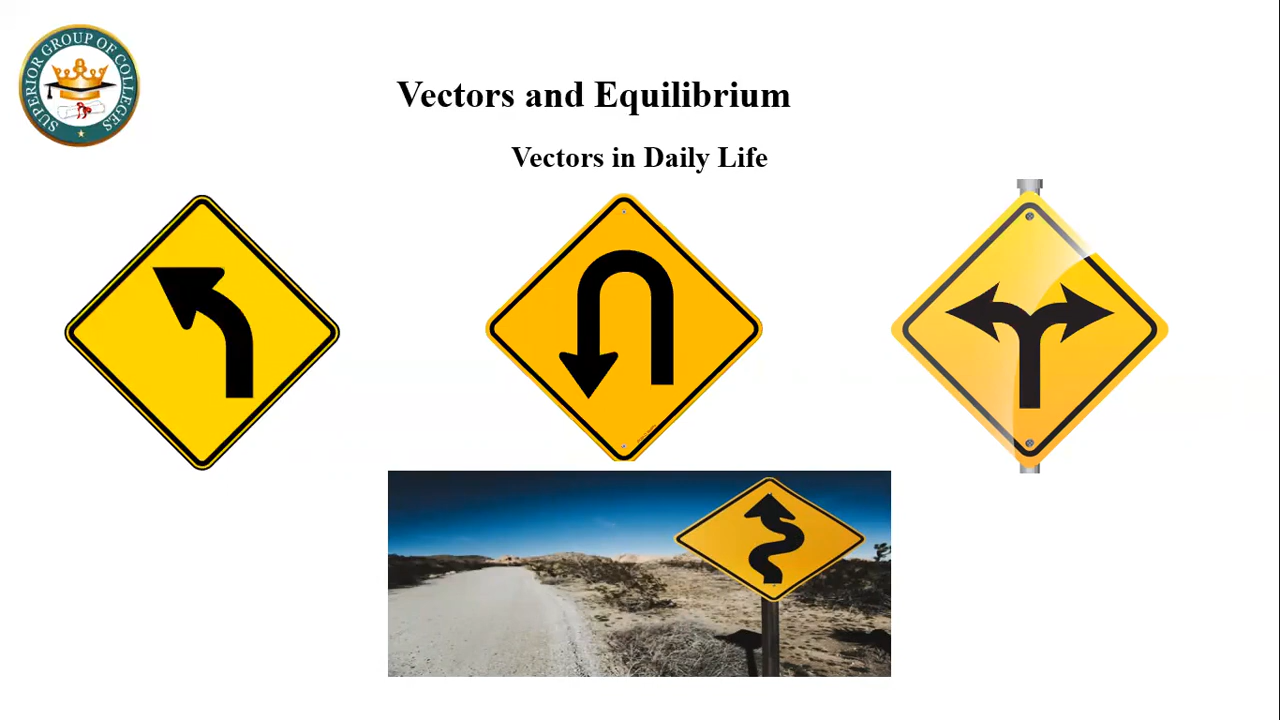 SUPERIOR GROUP OF COLLEGES
Vectors and Equilibrium
Vectors in Daily Life